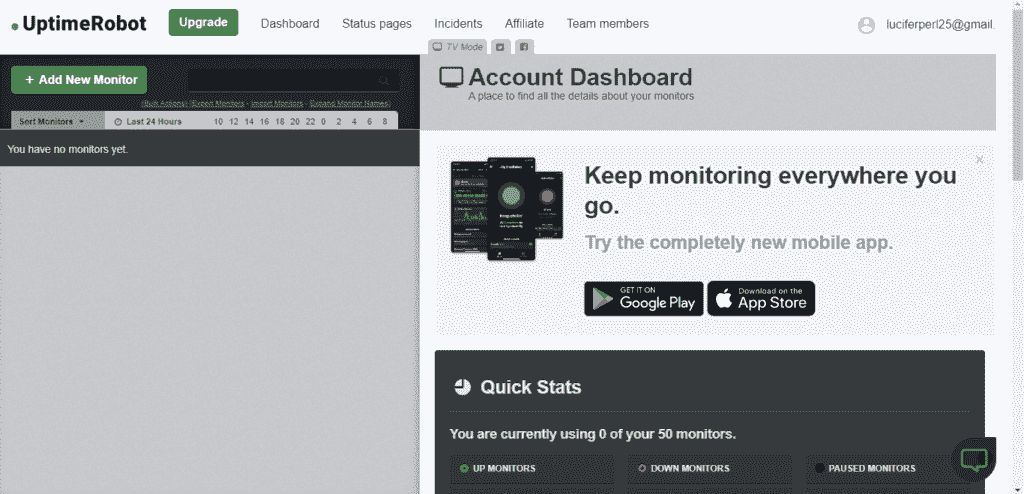 UptimeRobot
Upgrade
Dashboard
Status pages
Incidents
Affiliate
Team members
luciferperl25@gmail.
TV Mode
+ Add New Monitor
(Bulk Actions) (Export Monitors - Import Monitors - Expand Monitor Names)
Sort Monitors
Last 24 Hours
10 12 14 16 18 20 22 0 2 4 6 8
You have no monitors yet.
Account Dashboard
A place to find all the details about your monitors
Keep monitoring everywhere you
go.
Try the completely new mobile app.
GET IT ON
Google Play
Download on the
App Store
Quick Stats
You are currently using 0 of your 50 monitors.
UP MONITORS
DOWN MONITORS
PAUSED MONITORS